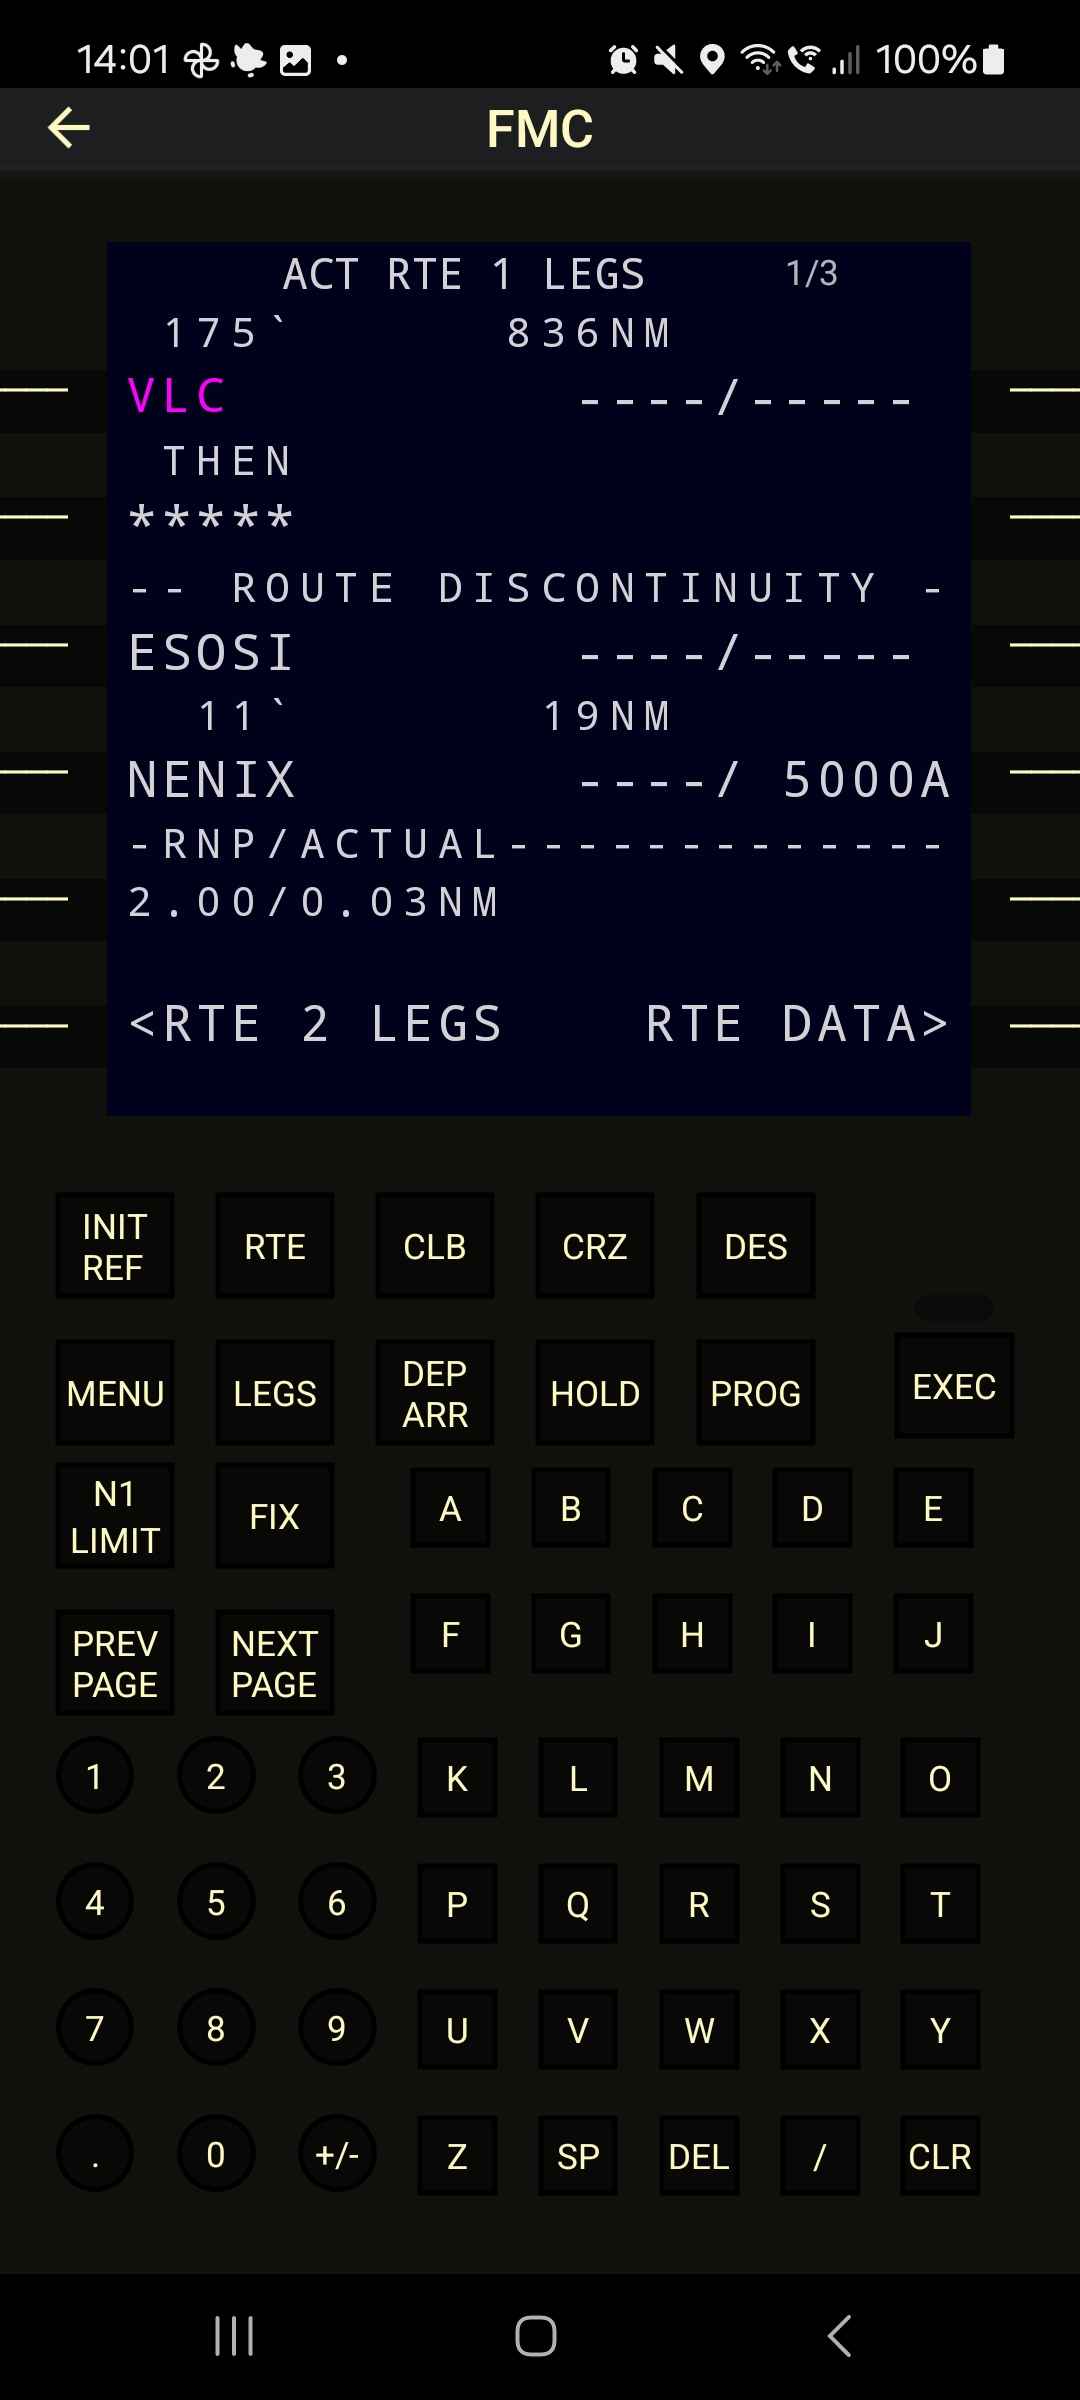 14:01 100%
FMC
ACT RTE 1 LEGS 1/3
175` 836NM
VLC ----/-----
THEN
*****
-- ROUTE DISCONTINUITY -
ESOSI ----/-----
11` 19NM
NENIX ----/ 5000A
-RNP/ACTUAL-------------
2.00/0.03NM
<RTE 2 LEGS RTE DATA>
INIT REF RTE CLB CRZ DES
MENU LEGS DEP ARR HOLD PROG EXEC
N1 LIMIT FIX A B C D E
PREV PAGE NEXT PAGE F G H I J
1 2 3 K L M N O
4 5 6 P Q R S T
7 8 9 U V W X Y
. 0 +/- Z SP DEL / CLR